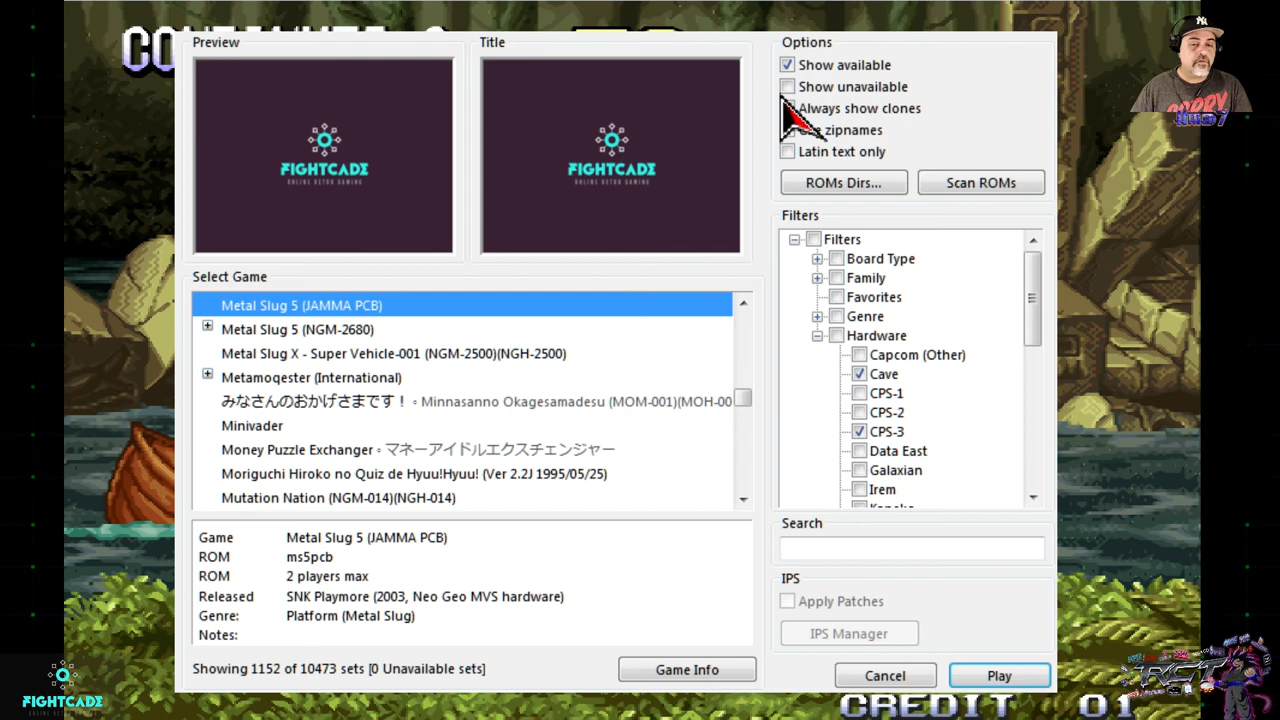 Preview
Title
Options
FIGHTCADE
ONLINE RETRO GAMING
FIGHTCADE
ONLINE RETRO GAMING
Show available
Show unavailable
Always show clones
zipnames
Latin text only
ROMs Dirs...
Scan ROMs
Filters
Filters
Board Type
Family
Favorites
Genre
Hardware
Capcom (Other)
Cave
CPS-1
CPS-2
CPS-3
Data East
Galaxian
Irem
Select Game
Metal Slug 5 (JAMMA PCB)
Metal Slug 5 (NGM-2680)
Metal Slug X - Super Vehicle-001 (NGM-2500)(NGH-2500)
Metamoqester (International)
みなさんのおかげさまです！ ◦ Minnasanno Okagesamadesu (MOM-001)(MOH-00
Minivader
Money Puzzle Exchanger ◦ マネーアイドルエクスチェンジャー
Moriguchi Hiroko no Quiz de Hyuu!Hyuu! (Ver 2.2J 1995/05/25)
Mutation Nation (NGM-014)(NGH-014)
Game Metal Slug 5 (JAMMA PCB)
ROM ms5pcb
ROM 2 players max
Released SNK Playmore (2003, Neo Geo MVS hardware)
Genre: Platform (Metal Slug)
Notes:
Showing 1152 of 10473 sets [0 Unavailable sets]
Game Info
Search
IPS
Apply Patches
IPS Manager
Cancel
Play
FIGHTCADE
CREDIT 01
RCT